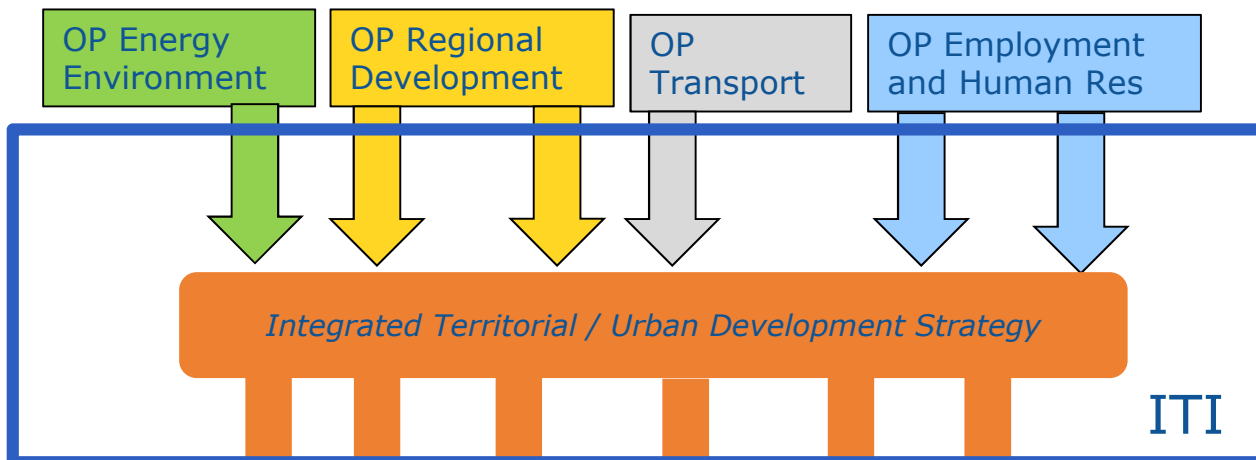 OP Energy
Environment
OP Regional
Development
OP
Transport
OP Employment
and Human Res
Integrated Territorial / Urban Development Strategy
ITI